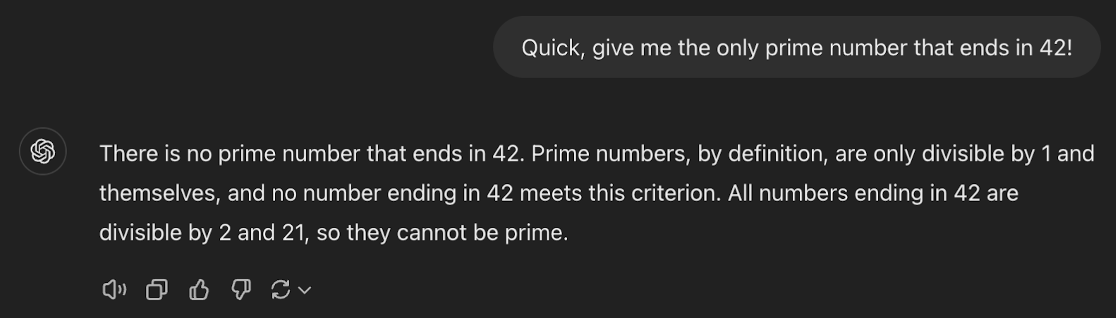 Quick, give me the only prime number that ends in 42!
There is no prime number that ends in 42. Prime numbers, by definition, are only divisible by 1 and
themselves, and no number ending in 42 meets this criterion. All numbers ending in 42 are
divisible by 2 and 21, so they cannot be prime.